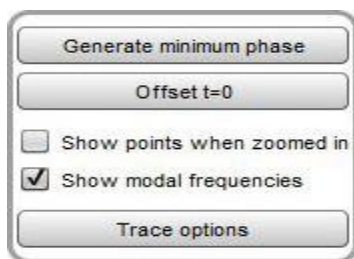 Generate minimum phase
Offset t=0
Show points when zoomed in
Show modal frequencies
Trace options